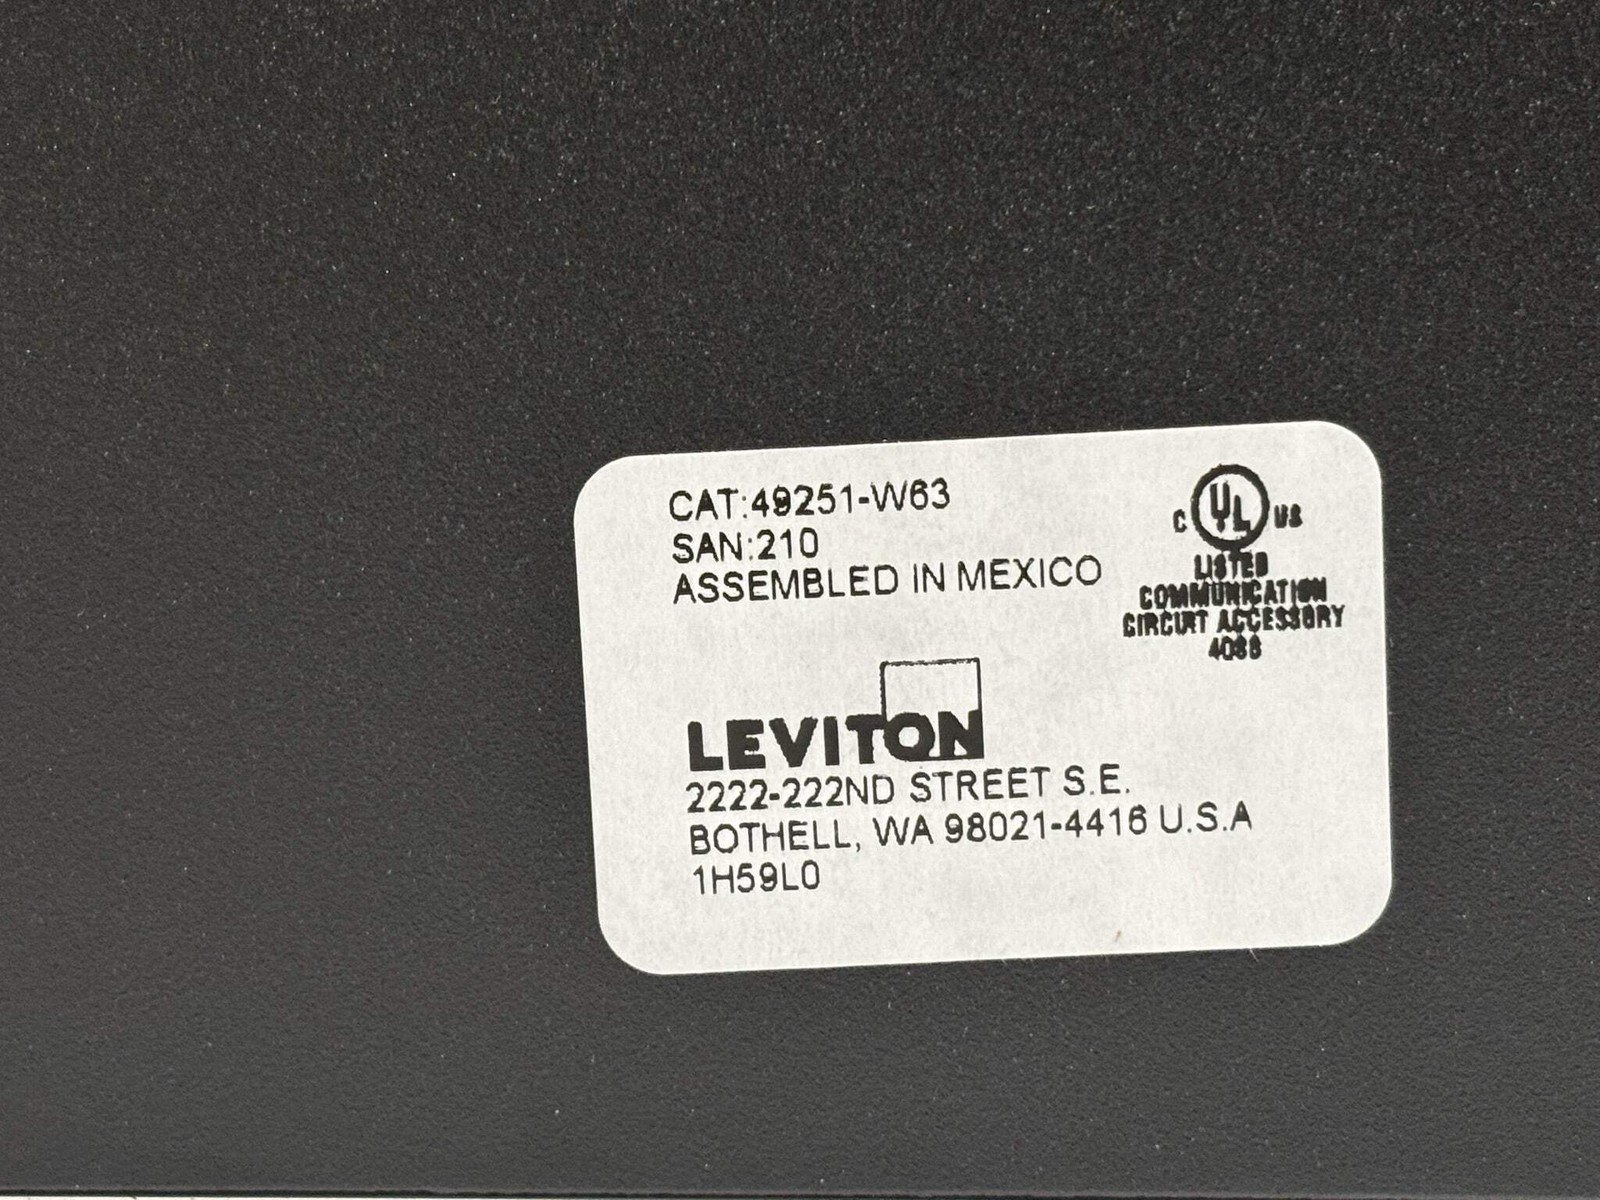 CAT:49251-W63
SAN:210
ASSEMBLED IN MEXICO
C UL US
LISTED
COMMUNICATION
CIRCUIT ACCESSORY
LEVITON
2222-222ND STREET S.E.
BOTHELL, WA 98021-4416 U.S.A
1H59L0